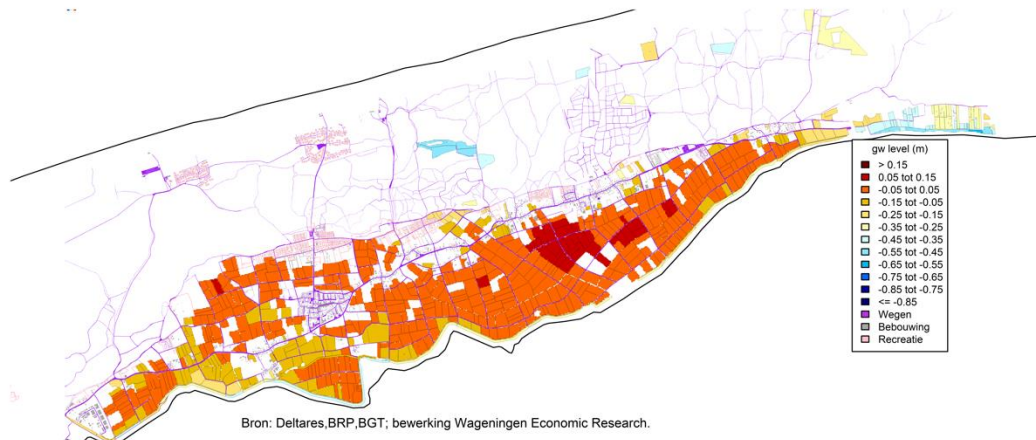 gw level (m)
> 0.15
0.05 tot 0.15
-0.05 tot 0.05
-0.15 tot -0.05
-0.25 tot -0.15
-0.35 tot -0.25
-0.45 tot -0.35
-0.55 tot -0.45
-0.65 tot -0.55
-0.75 tot -0.65
-0.85 tot -0.75
<= -0.85
Wegen
Bebouwing
Recreatie
Bron: Deltares,BRP,BGT; bewerking Wageningen Economic Research.